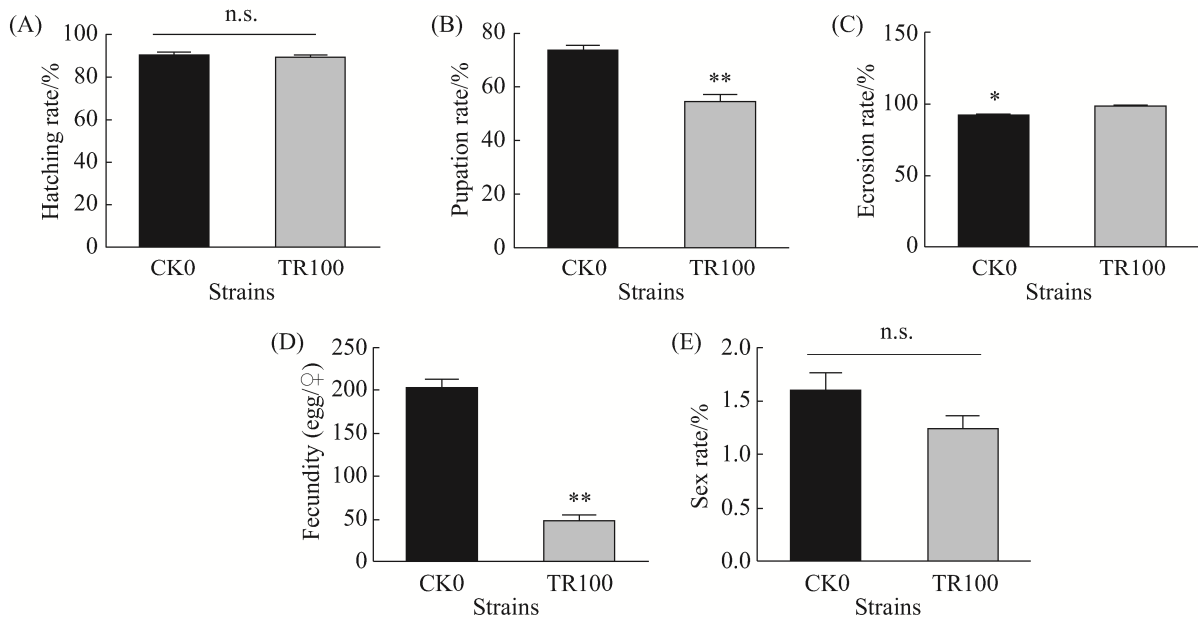 (A)
n.s.
Hatching rate/%
100
80
60
40
20
0
CK0 TR100
Strains
(B)
Pupation rate/%
80
60
40
20
0
**
CK0 TR100
Strains
(C)
Ecrosion rate/%
150
100
50
0
*
CK0 TR100
Strains
(D)
Fecundity (egg/♀)
250
200
150
100
50
0
**
CK0 TR100
Strains
(E)
n.s.
Sex rate/%
2.0
1.5
1.0
0.5
0.0
CK0 TR100
Strains